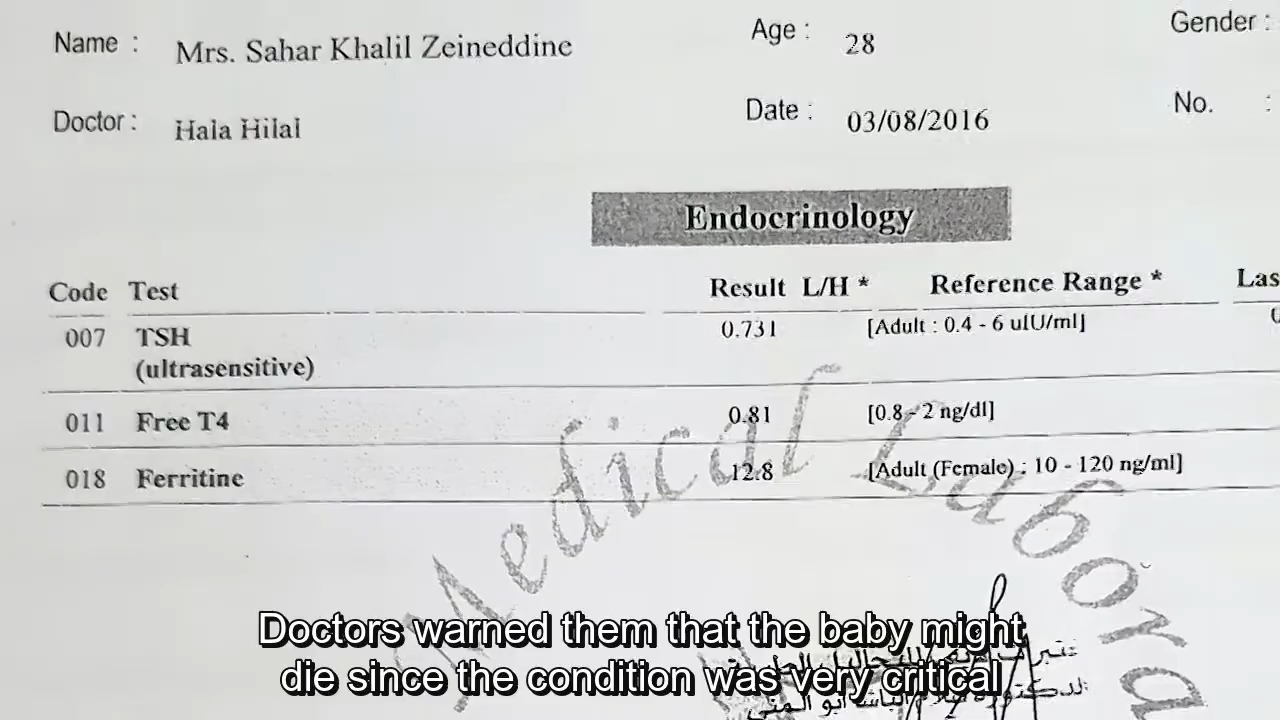 Name : Mrs. Sahar Khalil Zeineddine Age : 28 Gender :
Doctor : Hala Hilal Date : 03/08/2016 No. :
Endocrinology
Code Test Result L/H * Reference Range * Las
007 TSH 0.731 [Adult : 0.4 - 6 uIU/ml]
(ultrasensitive)
011 Free T4 0.81 [0.8 - 2 ng/dl]
018 Ferritine 12.8 [Adult (Female) : 10 - 120 ng/ml]
Medical Labora
Doctors warned them that the baby might
die since the condition was very critical